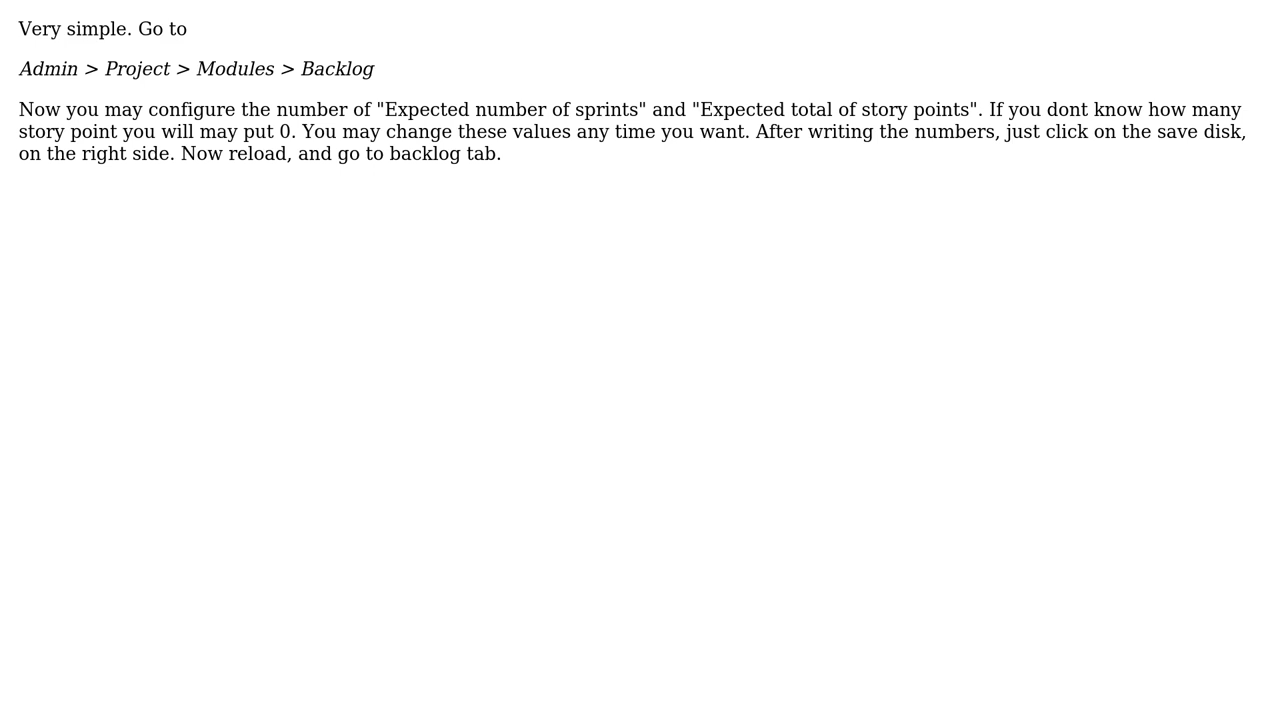 Very simple. Go to
Admin > Project > Modules > Backlog
Now you may configure the number of "Expected number of sprints" and "Expected total of story points". If you dont know how many
story point you will may put 0. You may change these values any time you want. After writing the numbers, just click on the save disk,
on the right side. Now reload, and go to backlog tab.